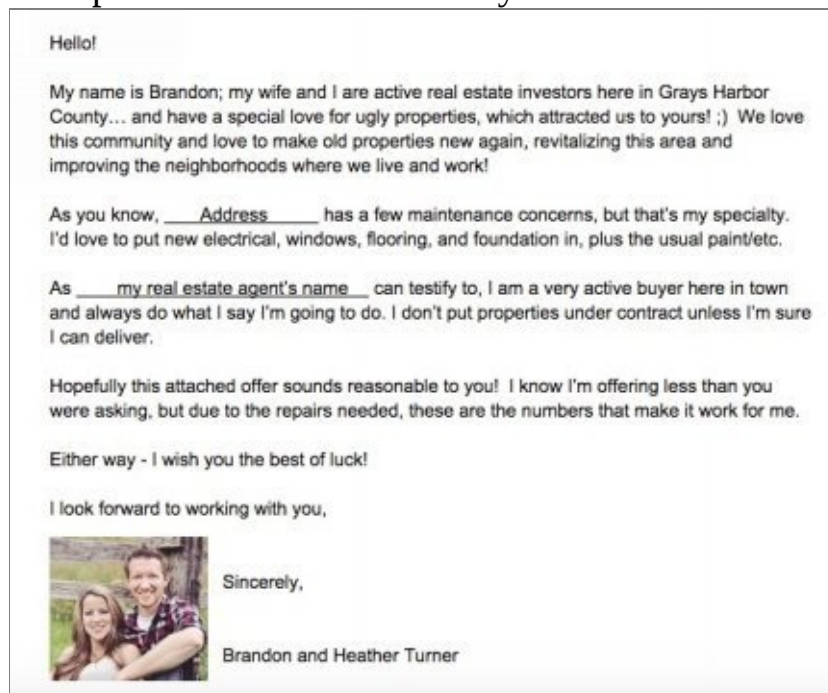 Hello!
My name is Brandon; my wife and I are active real estate investors here in Grays Harbor
County... and have a special love for ugly properties, which attracted us to yours! ;) We love
this community and love to make old properties new again, revitalizing this area and
improving the neighborhoods where we live and work!
As you know, ____Address______ has a few maintenance concerns, but that's my specialty.
I'd love to put new electrical, windows, flooring, and foundation in, plus the usual paint/etc.
As _____my real estate agent's name___ can testify to, I am a very active buyer here in town
and always do what I say I'm going to do. I don't put properties under contract unless I'm sure
I can deliver.
Hopefully this attached offer sounds reasonable to you! I know I'm offering less than you
were asking, but due to the repairs needed, these are the numbers that make it work for me.
Either way - I wish you the best of luck!
I look forward to working with you,
Sincerely,
Brandon and Heather Turner